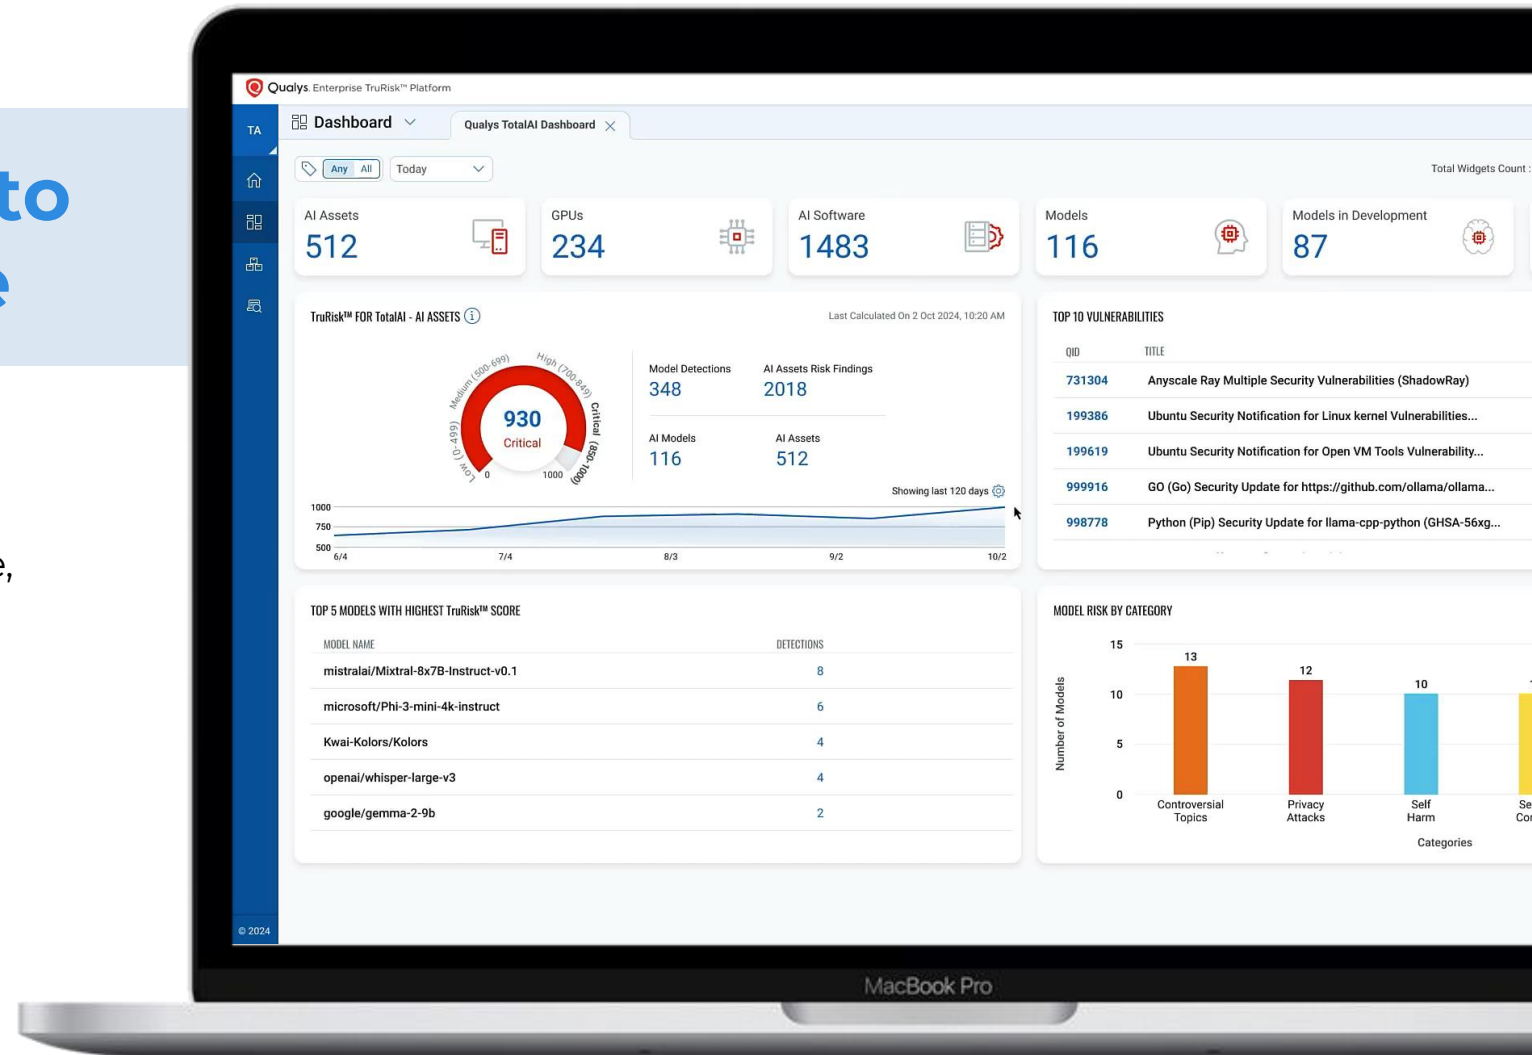 to
e
e,
Qualys. Enterprise TruRisk™ Platform
TA
Dashboard
Qualys TotalAI Dashboard
Any All
Today
Total Widgets Count :
AI Assets
512
GPUs
234
AI Software
1483
Models
116
Models in Development
87
TruRisk™ FOR TotalAI - AI ASSETS
Last Calculated On 2 Oct 2024, 10:20 AM
Low (0-499)
Medium (500-699)
High (700-849)
Critical (850-1000)
930
Critical
0
1000
Model Detections
348
AI Assets Risk Findings
2018
AI Models
116
AI Assets
512
Showing last 120 days
1000
750
500
6/4 7/4 8/3 9/2 10/2
TOP 10 VULNERABILITIES
QID TITLE
731304 Anyscale Ray Multiple Security Vulnerabilities (ShadowRay)
199386 Ubuntu Security Notification for Linux kernel Vulnerabilities...
199619 Ubuntu Security Notification for Open VM Tools Vulnerability...
999916 GO (Go) Security Update for https://github.com/ollama/ollama...
998778 Python (Pip) Security Update for llama-cpp-python (GHSA-56xg...
TOP 5 MODELS WITH HIGHEST TruRisk™ SCORE
MODEL NAME DETECTIONS
mistralai/Mixtral-8x7B-Instruct-v0.1 8
microsoft/Phi-3-mini-4k-instruct 6
Kwai-Kolors/Kolors 4
openai/whisper-large-v3 4
google/gemma-2-9b 2
MODEL RISK BY CATEGORY
Number of Models
15
10
5
0
13
12
10
Controversial
Topics
Privacy
Attacks
Self
Harm
Categories
© 2024
MacBook Pro